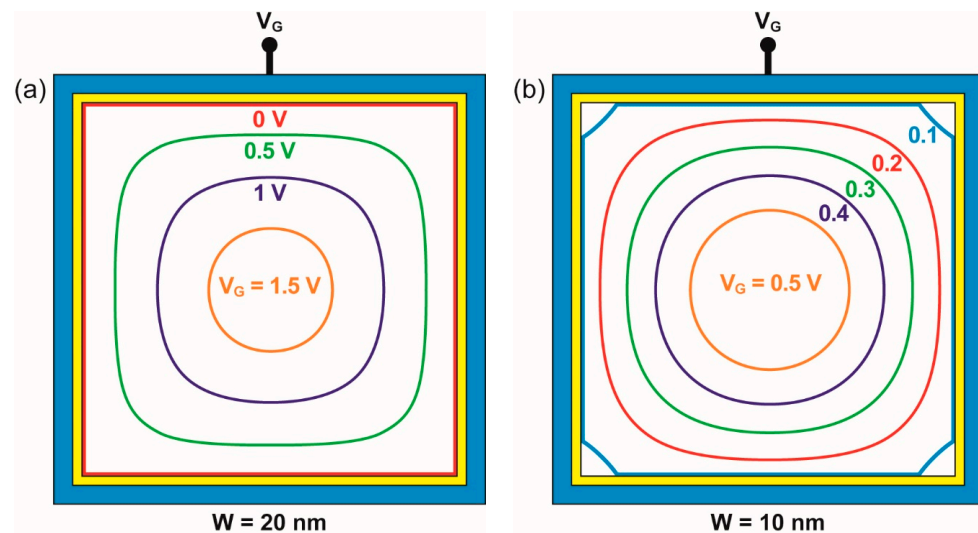 V_G
(a)
0 V
0.5 V
1 V
V_G = 1.5 V
W = 20 nm
V_G
(b)
0.1
0.2
0.3
0.4
V_G = 0.5 V
W = 10 nm